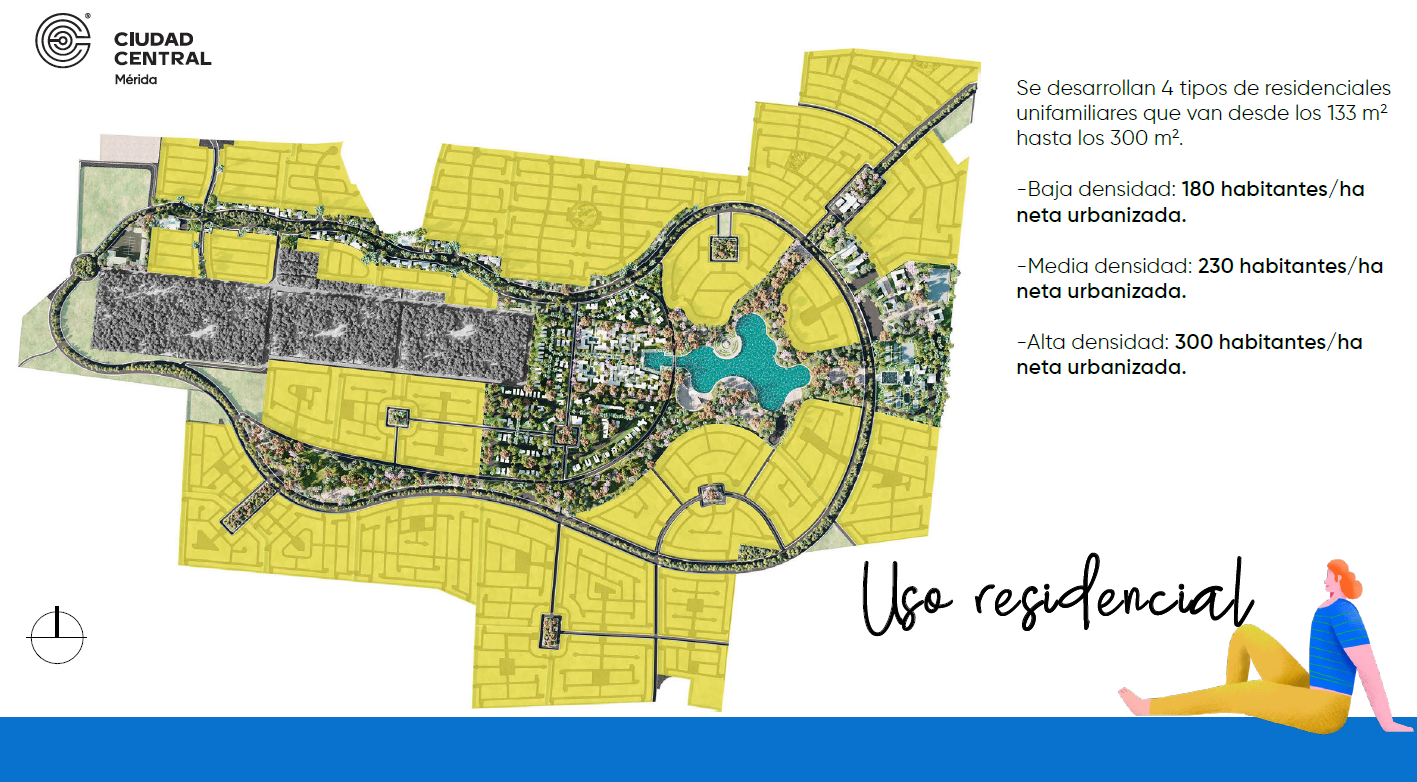 CIUDAD
CENTRAL
Mérida
Se desarrollan 4 tipos de residenciales
unifamiliares que van desde los 133 m²
hasta los 300 m².
-Baja densidad: 180 habitantes/ha
neta urbanizada.
-Media densidad: 230 habitantes/ha
neta urbanizada.
-Alta densidad: 300 habitantes/ha
neta urbanizada.
Uso residencial